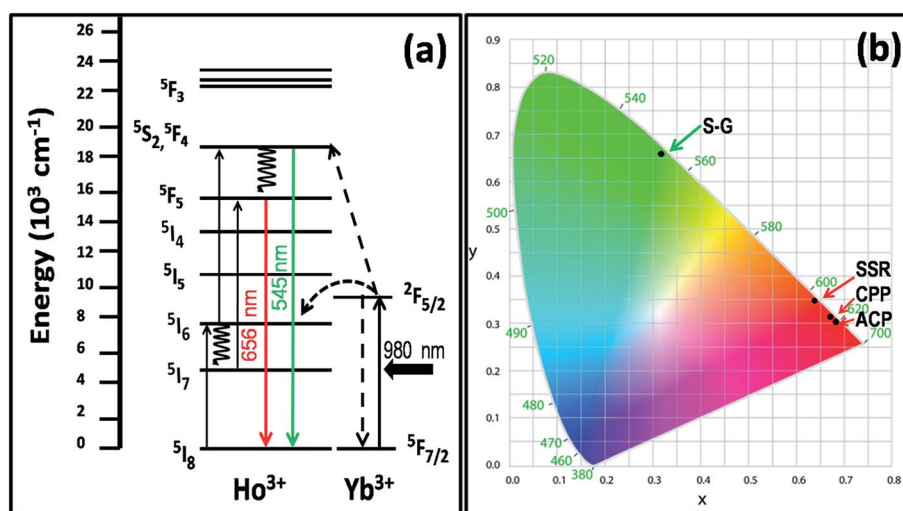 (a)
Energy (10³ cm⁻¹)
26
24
22
20
18
16
14
12
10
8
6
4
2
0
⁵F₃
⁵S₂, ⁵F₄
⁵F₅
⁵I₄
⁵I₅
⁵I₆
⁵I₇
⁵I₈
656 nm
545 nm
²F₅/₂
980 nm
⁵F₇/₂
Ho³⁺
Yb³⁺
(b)
y
0.9
0.8
0.7
0.6
0.5
0.4
0.3
0.2
0.1
0.0
520
540
S-G
560
500
580
SSR
600
CPP
620
ACP
700
490
480
470
460
380
0.0 0.1 0.2 0.3 0.4 0.5 0.6 0.7 0.8
x